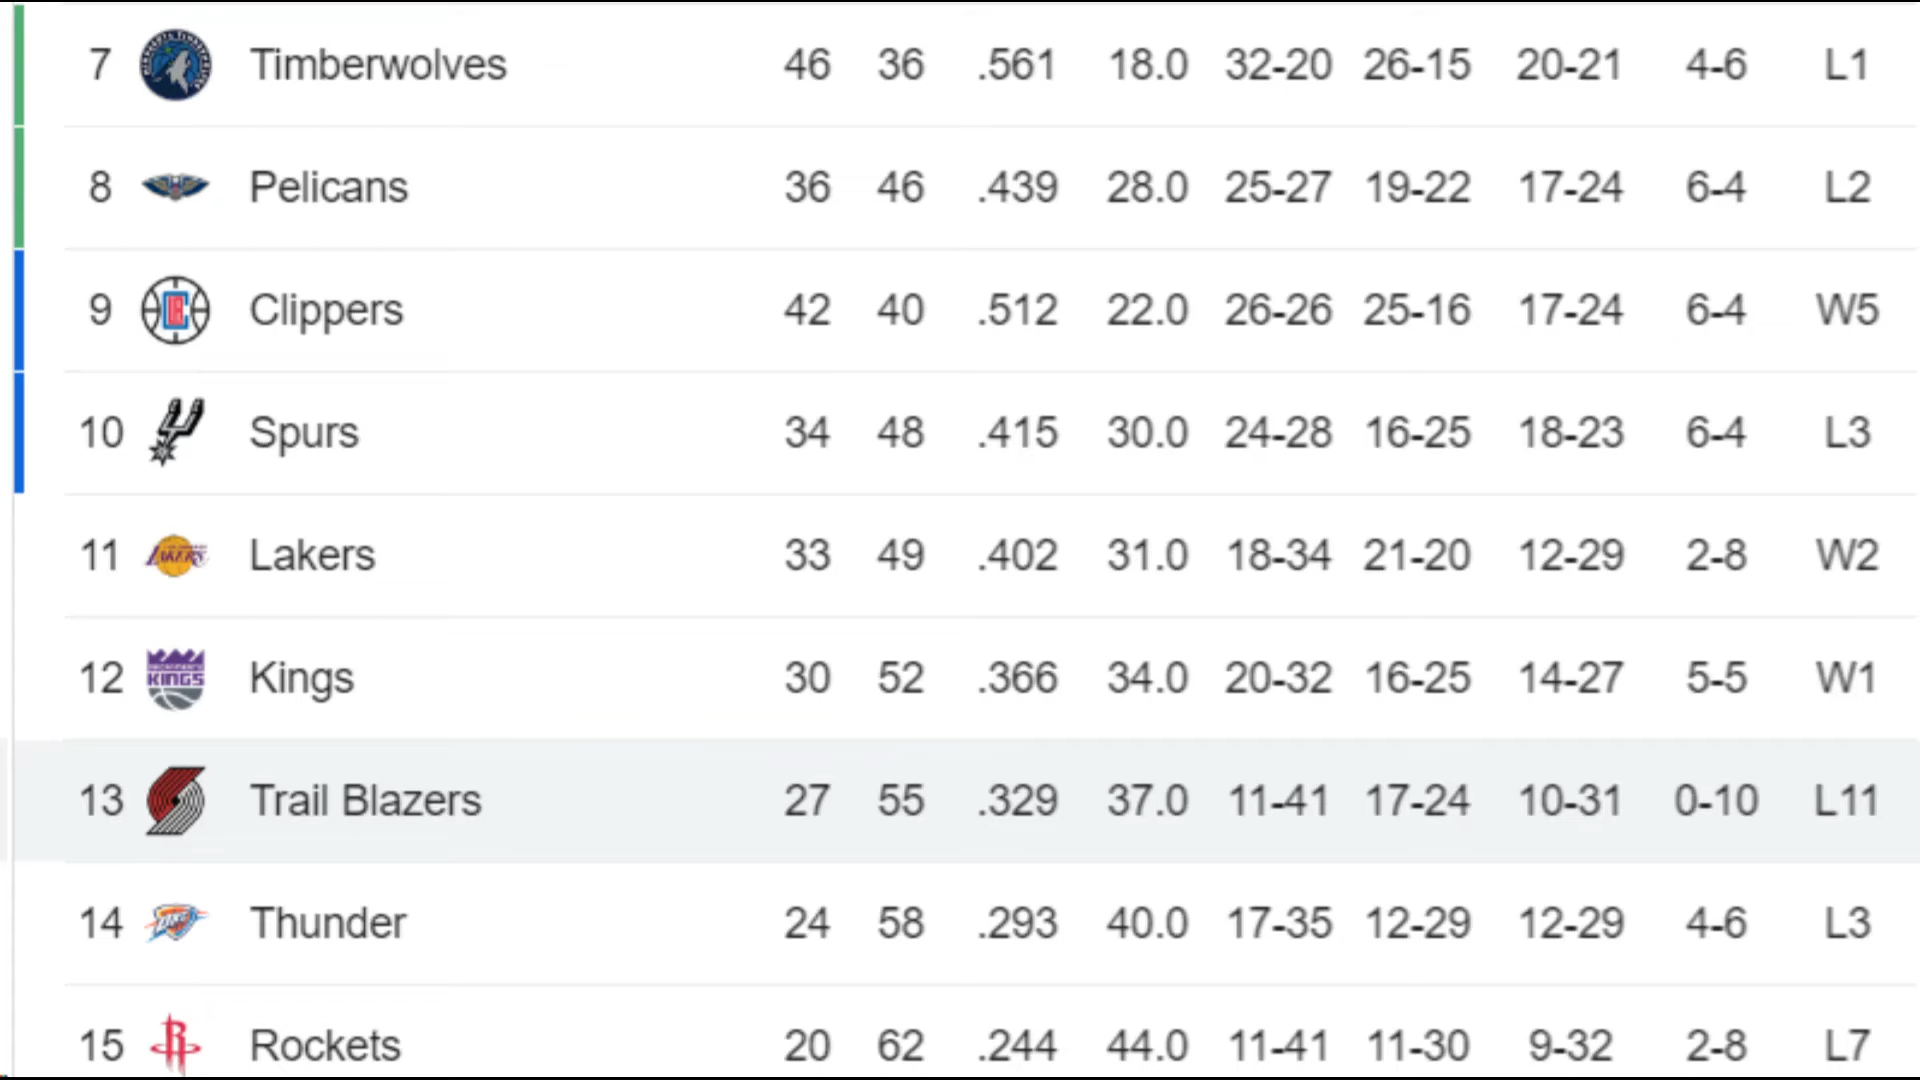 7 Timberwolves 46 36 .561 18.0 32-20 26-15 20-21 4-6 L1
8 Pelicans 36 46 .439 28.0 25-27 19-22 17-24 6-4 L2
9 Clippers 42 40 .512 22.0 26-26 25-16 17-24 6-4 W5
10 Spurs 34 48 .415 30.0 24-28 16-25 18-23 6-4 L3
11 LAKERS Lakers 33 49 .402 31.0 18-34 21-20 12-29 2-8 W2
12 KINGS Kings 30 52 .366 34.0 20-32 16-25 14-27 5-5 W1
13 Trail Blazers 27 55 .329 37.0 11-41 17-24 10-31 0-10 L11
14 Thunder 24 58 .293 40.0 17-35 12-29 12-29 4-6 L3
15 R Rockets 20 62 .244 44.0 11-41 11-30 9-32 2-8 L7